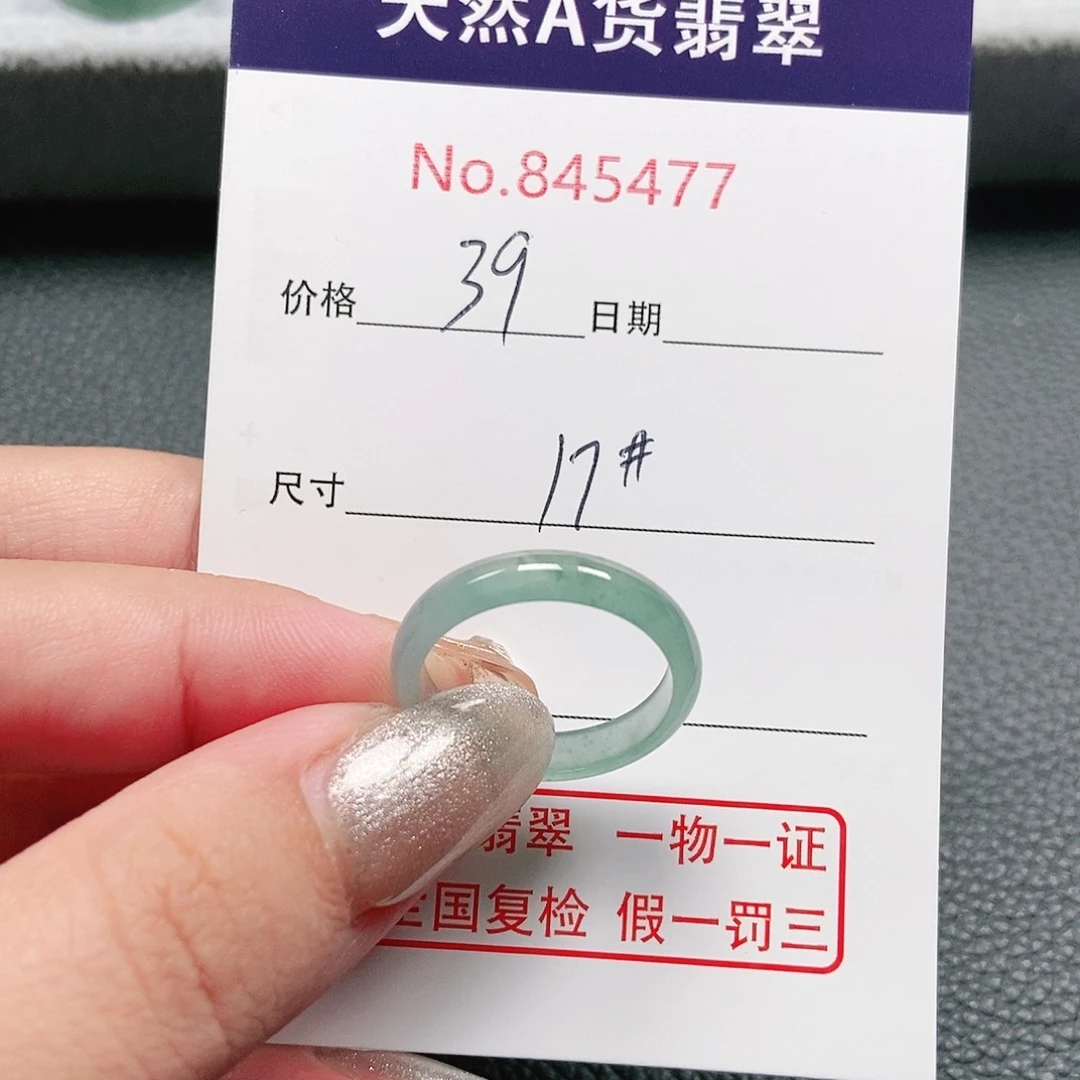 天然A货翡翠
No.845477
价格 39 日期
尺寸 17#
翡翠 一物一证
全国复检 假一罚三